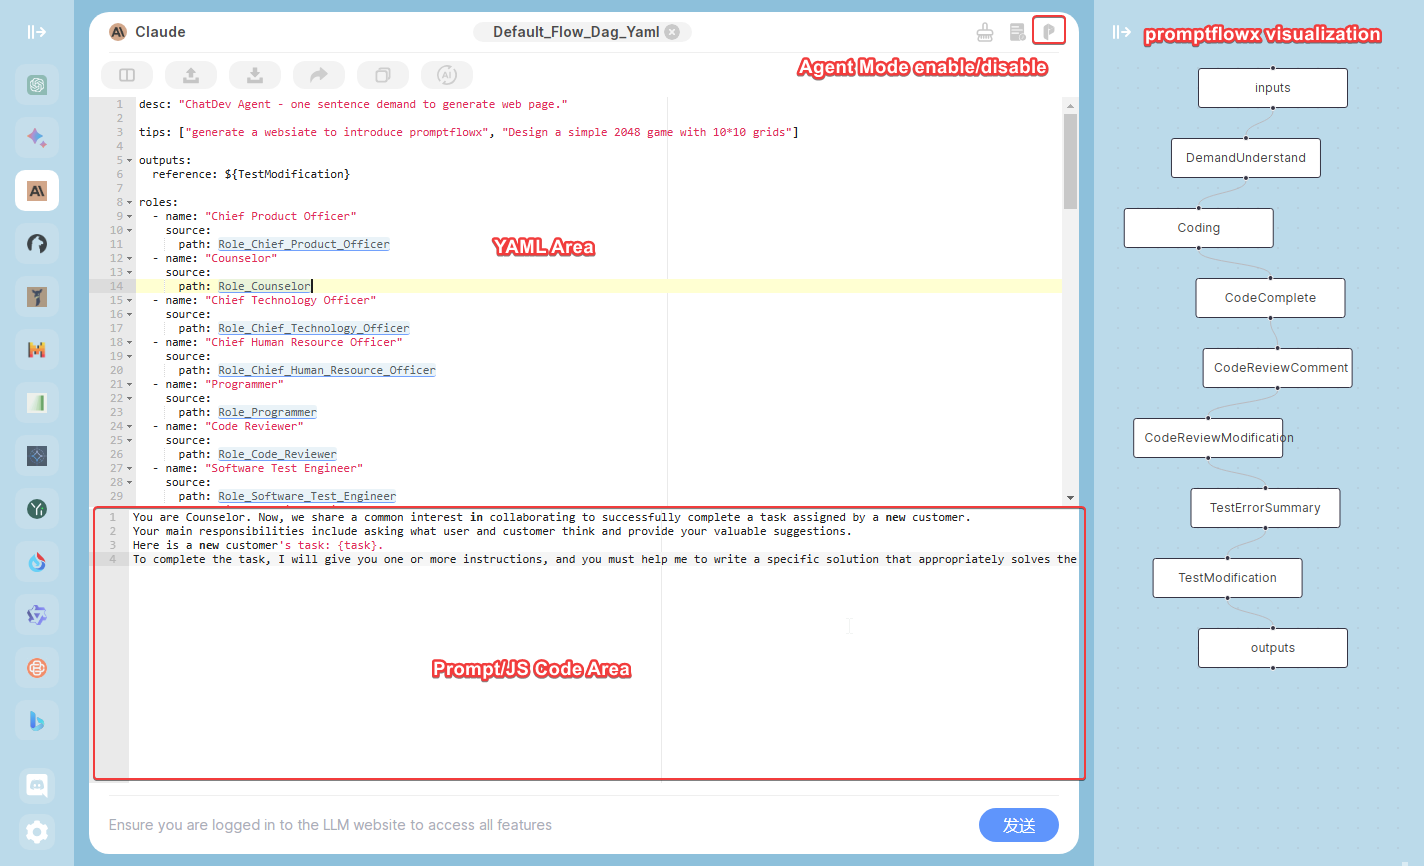 Claude
Default_Flow_Dag_Yaml
Agent Mode enable/disable
AI
1 desc: "ChatDev Agent - one sentence demand to generate web page."
2
3 tips: ["generate a websiate to introduce promptflowx", "Design a simple 2048 game with 10*10 grids"]
4
5 outputs:
6 reference: ${TestModification}
7
8 roles:
9 - name: "Chief Product Officer"
10 source:
11 path: Role_Chief_Product_Officer
YAML Area
12 - name: "Counselor"
13 source:
14 path: Role_Counselor
15 - name: "Chief Technology Officer"
16 source:
17 path: Role_Chief_Technology_Officer
18 - name: "Chief Human Resource Officer"
19 source:
20 path: Role_Chief_Human_Resource_Officer
21 - name: "Programmer"
22 source:
23 path: Role_Programmer
24 - name: "Code Reviewer"
25 source:
26 path: Role_Code_Reviewer
27 - name: "Software Test Engineer"
28 source:
29 path: Role_Software_Test_Engineer
1 You are Counselor. Now, we share a common interest in collaborating to successfully complete a task assigned by a new customer.
2 Your main responsibilities include asking what user and customer think and provide your valuable suggestions.
3 Here is a new customer's task: {task}.
4 To complete the task, I will give you one or more instructions, and you must help me to write a specific solution that appropriately solves the
Prompt/JS Code Area
Ensure you are logged in to the LLM website to access all features
发送
promptflowx visualization
inputs
DemandUnderstand
Coding
CodeComplete
CodeReviewComment
CodeReviewModification
TestErrorSummary
TestModification
outputs